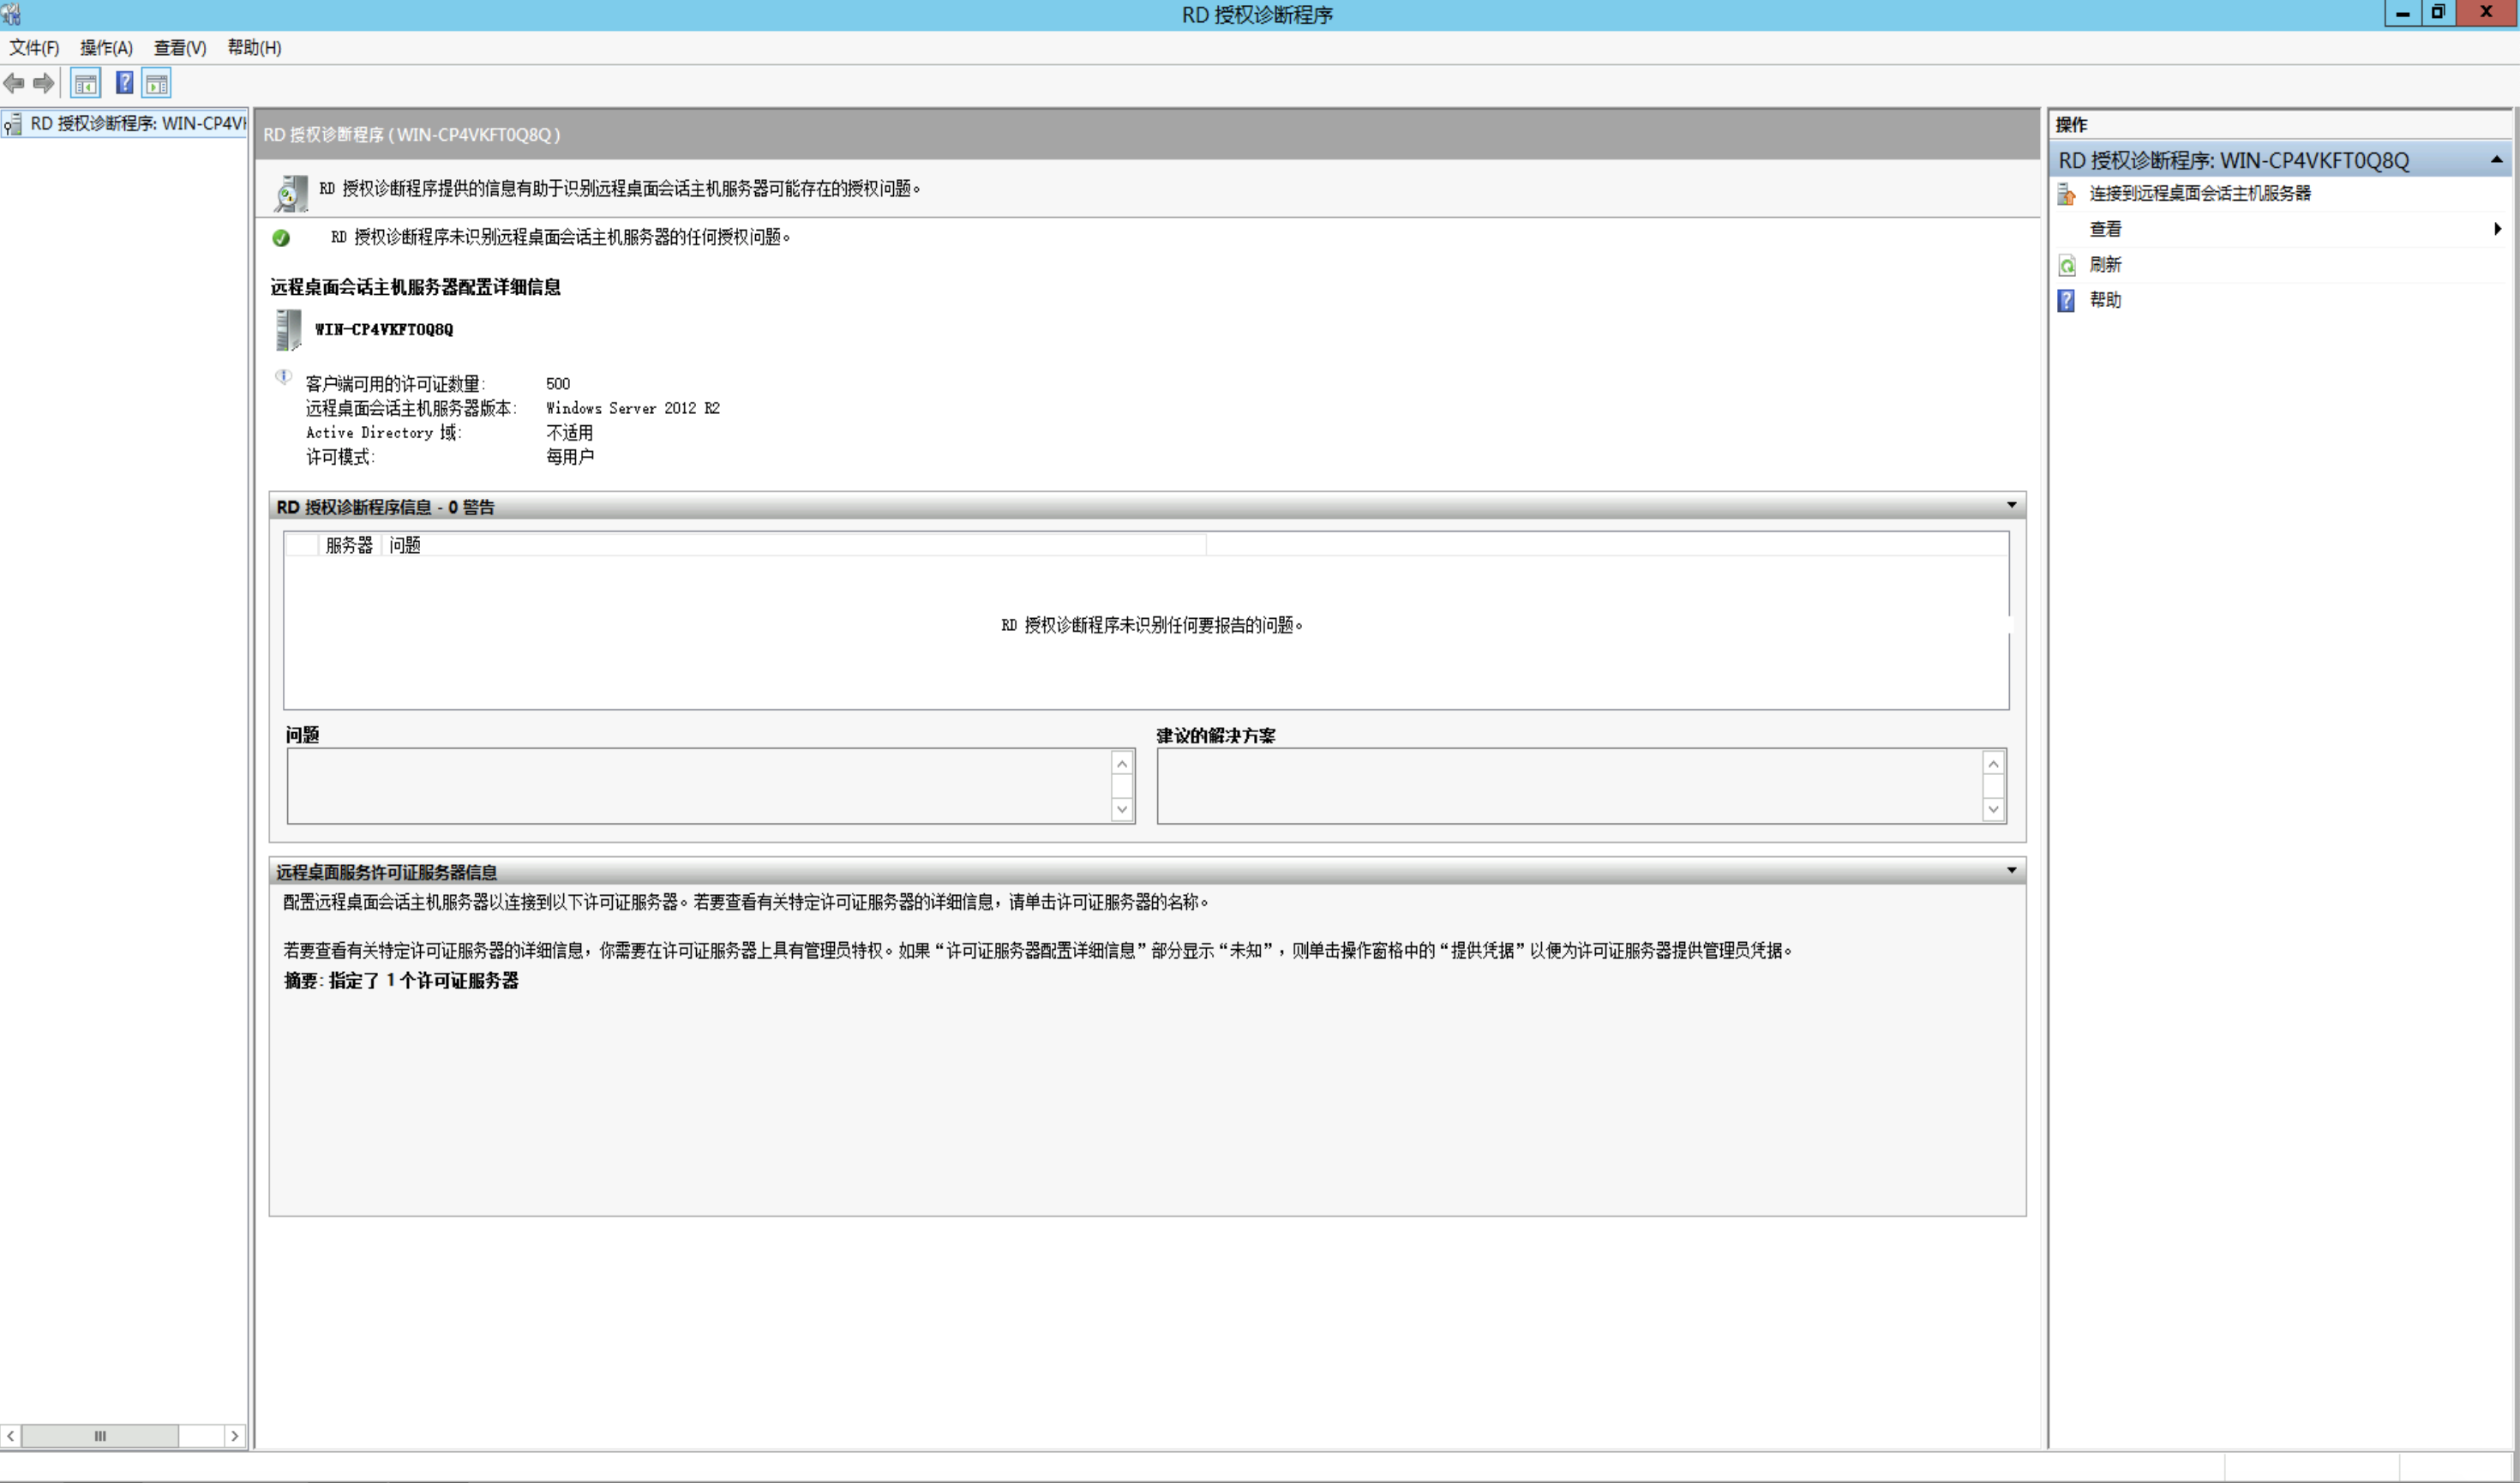 RD 授权诊断程序
文件(F) 操作(A) 查看(V) 帮助(H)
RD 授权诊断程序: WIN-CP4V
RD 授权诊断程序 ( WIN-CP4VKFT0Q8Q )
RD 授权诊断程序提供的信息有助于识别远程桌面会话主机服务器可能存在的授权问题。
RD 授权诊断程序未识别远程桌面会话主机服务器的任何授权问题。
远程桌面会话主机服务器配置详细信息
WIN-CP4VKFT0Q8Q
客户端可用的许可证数量: 500
远程桌面会话主机服务器版本: Windows Server 2012 R2
Active Directory 域: 不适用
许可模式: 每用户
RD 授权诊断程序信息 - 0 警告
服务器 问题
RD 授权诊断程序未识别任何要报告的问题。
问题
建议的解决方案
远程桌面服务许可证服务器信息
配置远程桌面会话主机服务器以连接到以下许可证服务器。若要查看有关特定许可证服务器的详细信息，请单击许可证服务器的名称。
若要查看有关特定许可证服务器的详细信息，你需要在许可证服务器上具有管理员特权。如果“许可证服务器配置详细信息”部分显示“未知”，则单击操作窗格中的“提供凭据”以便为许可证服务器提供管理员凭据。
摘要: 指定了 1 个许可证服务器
操作
RD 授权诊断程序: WIN-CP4VKFT0Q8Q
连接到远程桌面会话主机服务器
查看
刷新
帮助